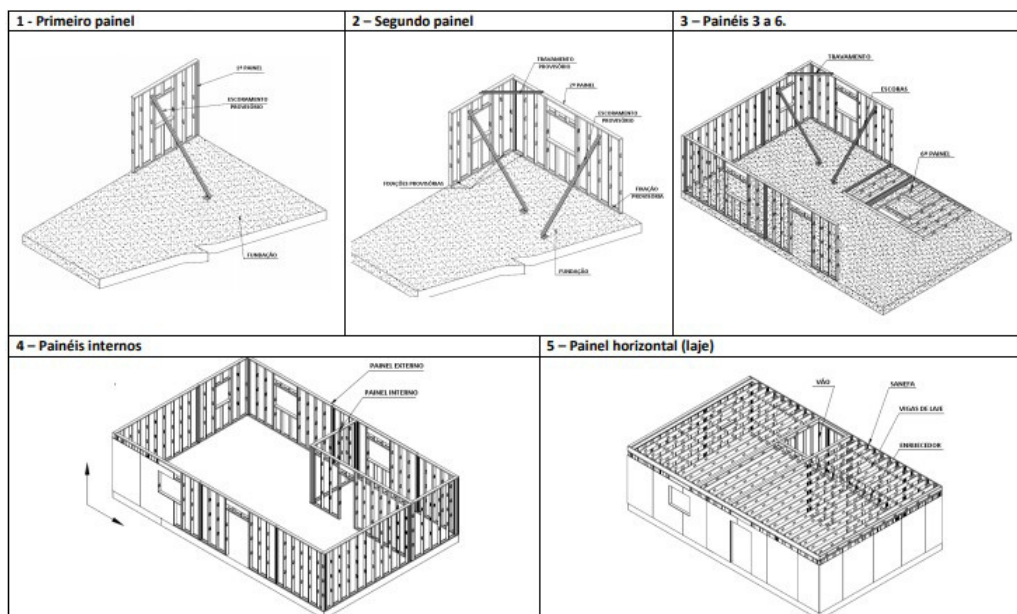 1 - Primeiro painel
1º PAINEL
ESCORAMENTO
PROVISÓRIO
FUNDAÇÃO
2 – Segundo painel
TRAVAMENTO
PROVISÓRIO
2º PAINEL
ESCORAMENTO
PROVISÓRIO
FIXAÇÕES PROVISÓRIAS
FIXAÇÃO
PROVISÓRIA
FUNDAÇÃO
3 – Painéis 3 a 6.
TRAVAMENTO
ESCORAS
6º PAINEL
4 – Painéis internos
PAINEL EXTERNO
PAINEL INTERNO
5 – Painel horizontal (laje)
VÃO
SANEFA
VIGAS DE LAJE
ENRIJECEDOR